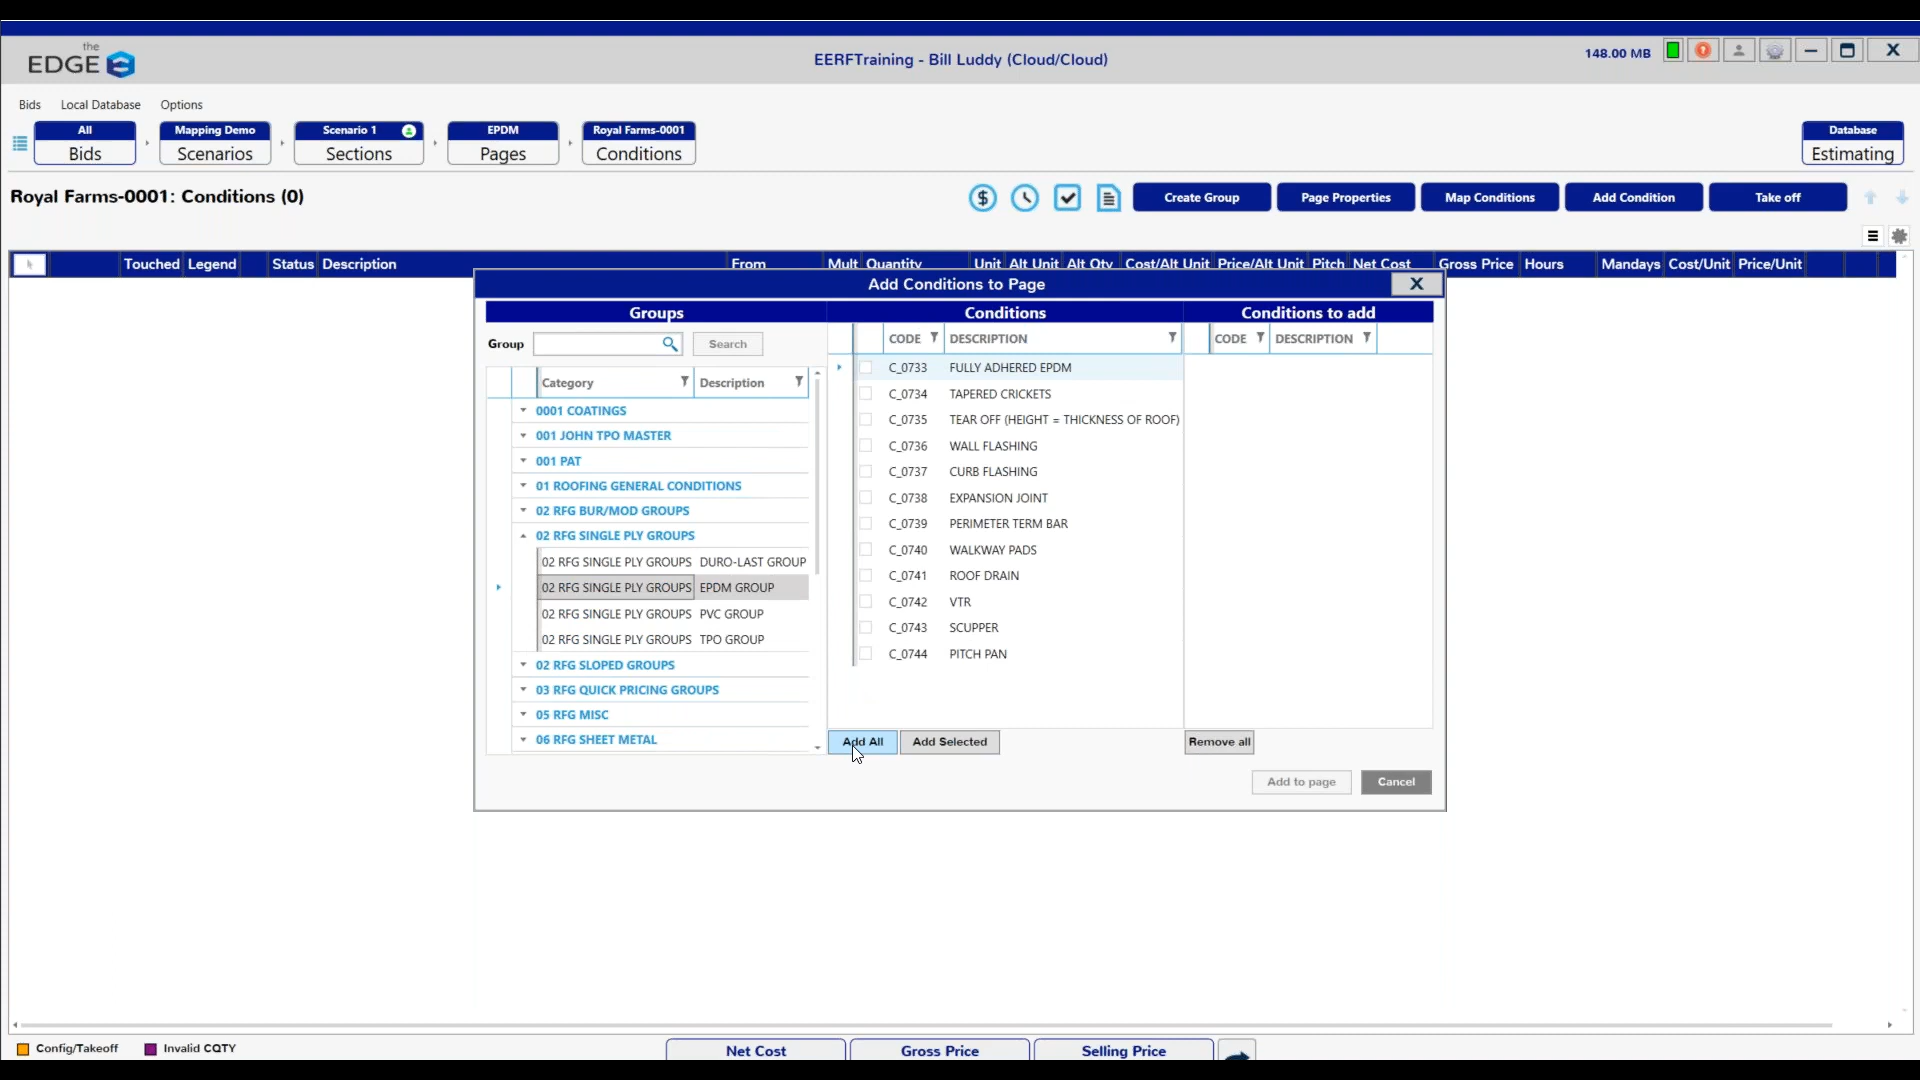 the
EDGE
EERFTraining - Bill Luddy (Cloud/Cloud)
148.00 MB
X
Bids Local Database Options
All Bids
Mapping Demo Scenarios
Scenario 1 Sections
EPDM Pages
Royal Farms-0001 Conditions
Database Estimating
Royal Farms-0001: Conditions (0)
Create Group Page Properties Map Conditions Add Condition Take off
Touched Legend Status Description From Mult Quantity Unit Alt Unit Alt Qty Cost/Alt Unit Price/Alt Unit Pitch Net Cost Gross Price Hours Mandays Cost/Unit Price/Unit
Add Conditions to Page X
Groups Conditions Conditions to add
Group Search
CODE DESCRIPTION
CODE DESCRIPTION
Category Description
0001 COATINGS
001 JOHN TPO MASTER
001 PAT
01 ROOFING GENERAL CONDITIONS
02 RFG BUR/MOD GROUPS
02 RFG SINGLE PLY GROUPS
02 RFG SINGLE PLY GROUPS DURO-LAST GROUP
02 RFG SINGLE PLY GROUPS EPDM GROUP
02 RFG SINGLE PLY GROUPS PVC GROUP
02 RFG SINGLE PLY GROUPS TPO GROUP
02 RFG SLOPED GROUPS
03 RFG QUICK PRICING GROUPS
05 RFG MISC
06 RFG SHEET METAL
C_0733 FULLY ADHERED EPDM
C_0734 TAPERED CRICKETS
C_0735 TEAR OFF (HEIGHT = THICKNESS OF ROOF)
C_0736 WALL FLASHING
C_0737 CURB FLASHING
C_0738 EXPANSION JOINT
C_0739 PERIMETER TERM BAR
C_0740 WALKWAY PADS
C_0741 ROOF DRAIN
C_0742 VTR
C_0743 SCUPPER
C_0744 PITCH PAN
Add All Add Selected Remove all
Add to page Cancel
Config/Takeoff Invalid CQTY
Net Cost Gross Price Selling Price